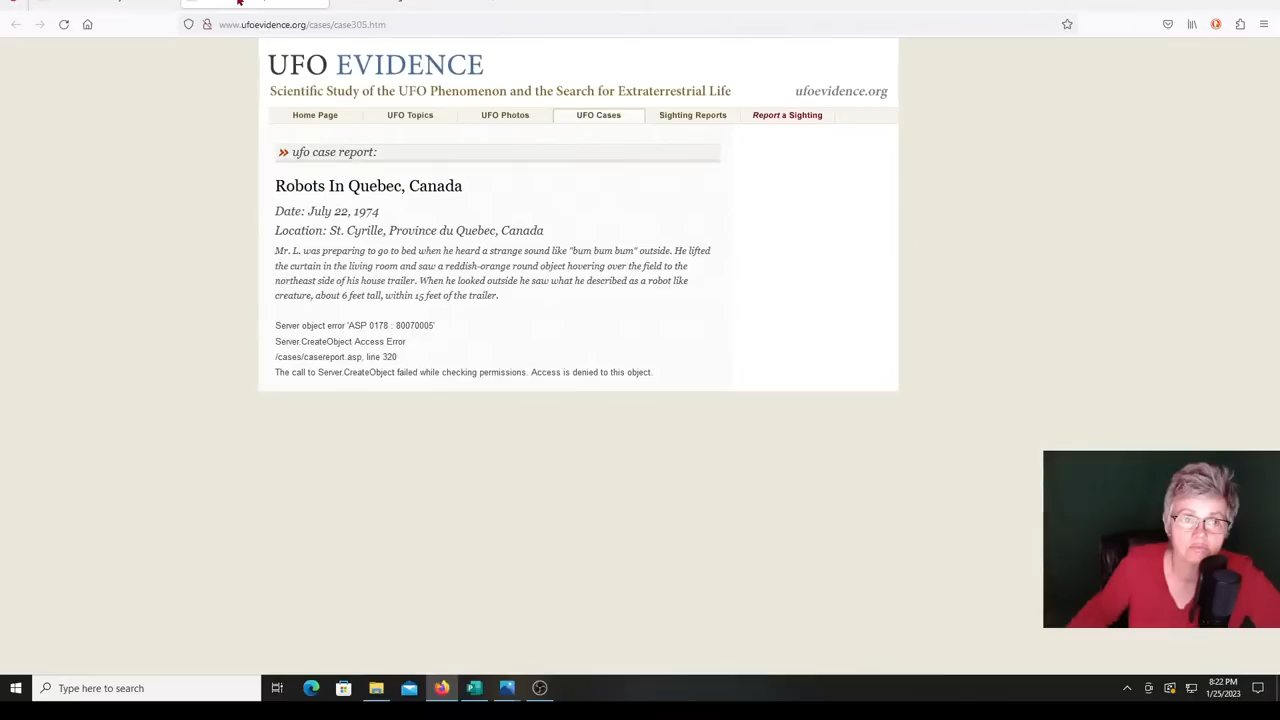 www.ufoevidence.org/cases/case305.htm
UFO EVIDENCE
Scientific Study of the UFO Phenomenon and the Search for Extraterrestrial Life
ufoevidence.org
Home Page
UFO Topics
UFO Photos
UFO Cases
Sighting Reports
Report a Sighting
ufo case report:
Robots In Quebec, Canada
Date: July 22, 1974
Location: St. Cyrille, Province du Quebec, Canada
Mr. L. was preparing to go to bed when he heard a strange sound like "bum bum bum" outside. He lifted
the curtain in the living room and saw a reddish-orange round object hovering over the field to the
northeast side of his house trailer. When he looked outside he saw what he described as a robot like
creature, about 6 feet tall, within 15 feet of the trailer.
Server object error 'ASP 0178 : 80070005'
Server.CreateObject Access Error
/cases/casereport.asp, line 320
The call to Server.CreateObject failed while checking permissions. Access is denied to this object.
Type here to search
8:22 PM
1/25/2023